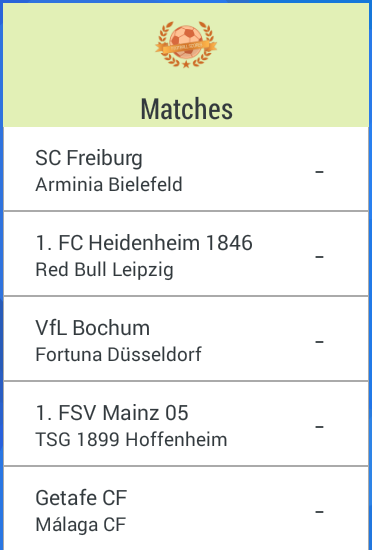 Matches
SC Freiburg
Arminia Bielefeld
-
1. FC Heidenheim 1846
Red Bull Leipzig
-
VfL Bochum
Fortuna Düsseldorf
-
1. FSV Mainz 05
TSG 1899 Hoffenheim
-
Getafe CF
Málaga CF
-